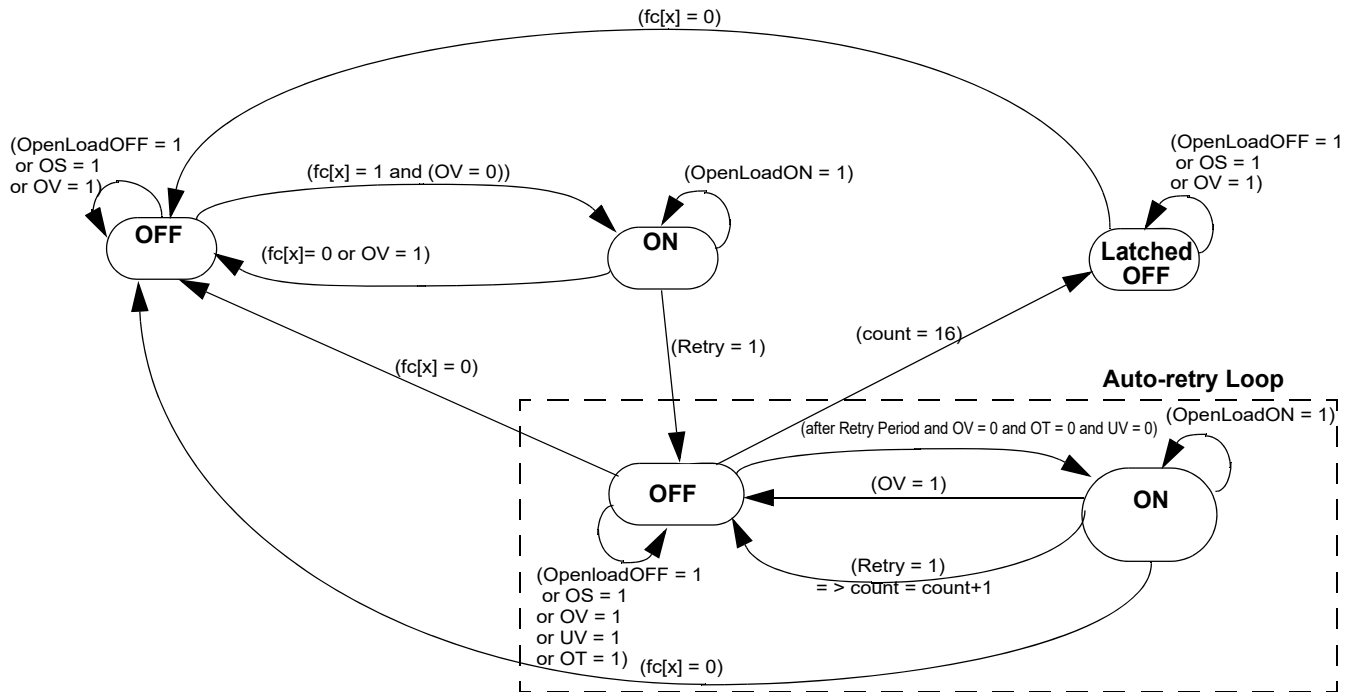 (fc[x] = 0)
(OpenLoadOFF = 1
or OS = 1
or OV = 1)
(fc[x] = 1 and (OV = 0))
(OpenLoadON = 1)
(OpenLoadOFF = 1
or OS = 1
or OV = 1)
OFF
(fc[x]= 0 or OV = 1)
ON
Latched
OFF
(Retry = 1)
(count = 16)
(fc[x] = 0)
Auto-retry Loop
(OpenLoadON = 1)
(after Retry Period and OV = 0 and OT = 0 and UV = 0)
OFF
(OV = 1)
ON
(Retry = 1)
= > count = count+1
(OpenloadOFF = 1
or OS = 1
or OV = 1
or UV = 1
or OT = 1)
(fc[x] = 0)